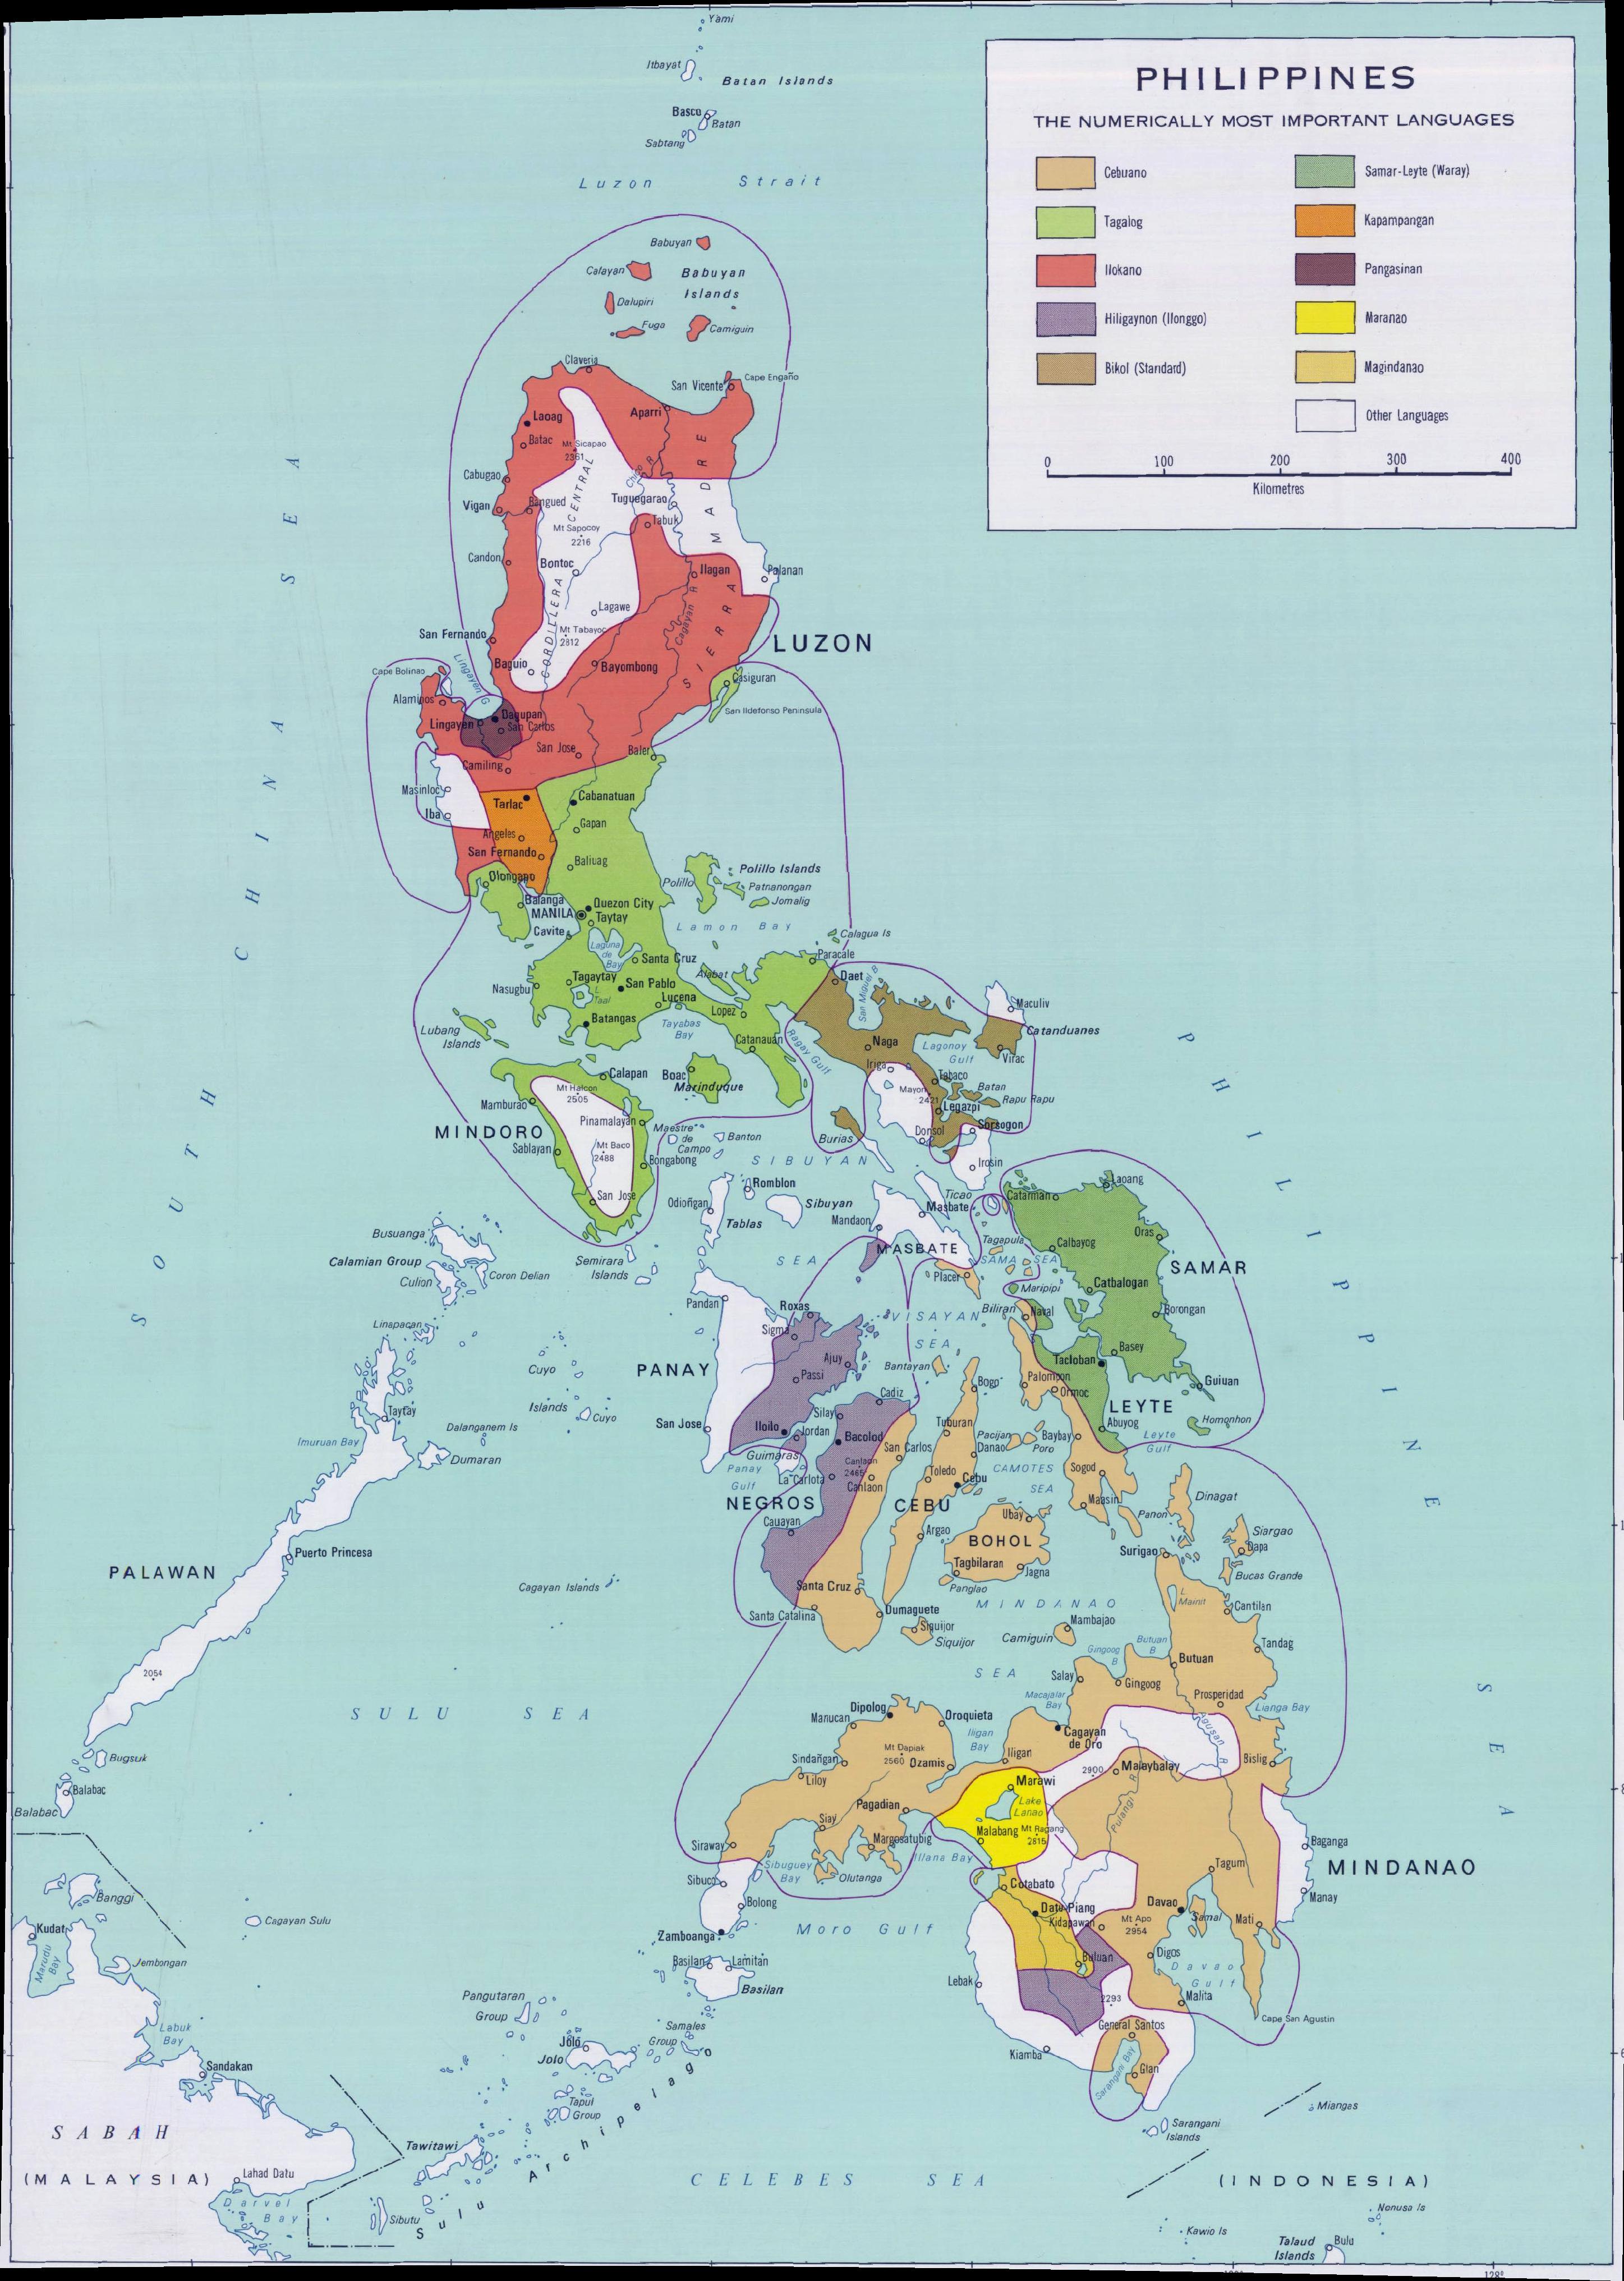 PHILIPPINES
THE NUMERICALLY MOST IMPORTANT LANGUAGES
Cebuano
Tagalog
Ilokano
Hiligaynon (Ilonggo)
Bikol (Standard)
Samar-Leyte (Waray)
Kapampangan
Pangasinan
Maranao
Magindanao
Other Languages
0 100 200 300 400
Kilometres
Yami
Itbayat
Batan Islands
Basco
Batan
Sabtang
Luzon Strait
Babuyan
Calayan
Babuyan
Islands
Dalupiri
Fuga
Camiguin
Claveria
San Vicente
Cape Engaño
Laoag
Aparri
Batac
Mt Sicapao
2361
Cabugao
Chico R
Vigan
Bangued
Tuguegarao
Tabuk
Mt Sapocoy
2216
Candon
Bontoc
Ilagan
Palanan
Lagawe
CORDILLERA CENTRAL
SIERRA MADRE
Cagayan R
Mt Tabayoc
2812
San Fernando
LUZON
Baguio
Bayombong
Cape Bolinao
Lingayen G
Casiguran
Alaminos
San Ildefonso Peninsula
Dagupan
Lingayen
San Carlos
San Jose
Baler
Camiling
Masinloc
Tarlac
Cabanatuan
Iba
Gapan
Angeles
San Fernando
Baliuag
Olongapo
Polillo Islands
Polillo
Patnanongan
Jomalig
Balanga
Quezon City
MANILA
Taytay
Cavite
Lamon Bay
Calagua Is
Laguna
de
Bay
Paracale
Santa Cruz
Alabat
Daet
Tagaytay
San Pablo
San Miguel B
Nasugbu
L
Taal
Lucena
Maculiv
Batangas
Lopez
Lubang
Islands
Tayabas
Bay
Catanduanes
Catanauan
Ragay Gulf
Naga
Lagonoy
Gulf
Virac
Iriga
Calapan
Boac
Tabaco
Marinduque
Mt Halcon
2505
Mayon
2421
Batan
Rapu Rapu
Mamburao
Legazpi
Pinamalayan
Sorsogon
MINDORO
Maestre
de
Campo
Banton
Burias
Donsol
Mt Baco
2488
Sablayan
Bongabong
SIBUYAN
SEA
Irosin
San Jose
Romblon
Odioñgan
Sibuyan
Tablas
Ticao
Masbate
Mandaon
Catarman
Laoang
Busuanga
Calamian Group
Culion
Coron Delian
Semirara
Islands
MASBATE
Tagapula
SAMAR SEA
Calbayog
Oras
SAMAR
Placer
Maripipi
Catbalogan
Pandan
Roxas
Biliran
Naval
Borongan
Linapacan
Sigma
VISAYAN
SEA
Basey
Cuyo
Islands
Cuyo
PANAY
Ajuy
Passi
Bantayan
Tacloban
Bogo
Palompon
Ormoc
Guiuan
Cadiz
LEYTE
Taytay
Dalanganem Is
San Jose
Iloilo
Silay
Jordan
Bacolod
Tuburan
Abuyog
Homonhon
Imuruan Bay
Dumaran
Guimaras
San Carlos
Pacijan
Danao
Poro
Baybay
Leyte
Gulf
Panay
Gulf
La Carlota
Canlaon
2465
Canlaon
Toledo
Cebu
CAMOTES
SEA
Sogod
NEGROS
CEBU
Maasin
Panon
Dinagat
Cauayan
Argao
Ubay
BOHOL
Siargao
Dapa
Tagbilaran
Jagna
Surigao
Bucas Grande
Puerto Princesa
PALAWAN
Cagayan Islands
Santa Cruz
Panglao
L
Mainit
Cantilan
Santa Catalina
Dumaguete
MINDANAO
SEA
Siquijor
Siquijor
Camiguin
Mambajao
Gingoog
B
Butuan
B
Tandag
Butuan
2054
Salay
Gingoog
Prosperidad
Macajalar
Bay
Lianga Bay
SULU SEA
Dipolog
Manucan
Oroquieta
Iligan
Bay
Cagayan
de Oro
Agusan R
Mt Dapiak
2560
Bugsuk
Sindañgan
Ozamis
Iligan
Bislig
Malaybalay
2900
Liloy
Marawi
Balabac
Balabac
Lake
Lanao
Pulangi R
Siay
Pagadian
Malabang
Mt Ragang
2815
Siraway
Margosatubig
Illana Bay
Baganga
MINDANAO
Sibuguey
Bay
Olutanga
Tagum
Sibuco
Cotabato
Banggi
Bolong
Manay
Davao
Datu Piang
Kidapawan
Mt Apo
2954
Samal
Mati
Cagayan Sulu
Moro Gulf
Kudat
Zamboanga
Marudu
Bay
Jembongan
Basilan
Lamitan
Buluan
Digos
Davao
Gulf
Basilan
Lebak
Malita
Pangutaran
Group
2293
Cape San Agustin
Samales
Group
General Santos
Labuk
Bay
Jolo
Jolo
Kiamba
Sarangani Bay
Glan
Sandakan
Tapul
Group
Miangas
Sarangani
Islands
SABAH
(MALAYSIA)
Tawitawi
Sulu Archipelago
Lahad Datu
CELEBES SEA
(INDONESIA)
Darvel
Bay
Sibutu
Nanusa Is
Kawio Is
Talaud
Islands
Bulu
SOUTH CHINA SEA
PHILIPPINE SEA
128°